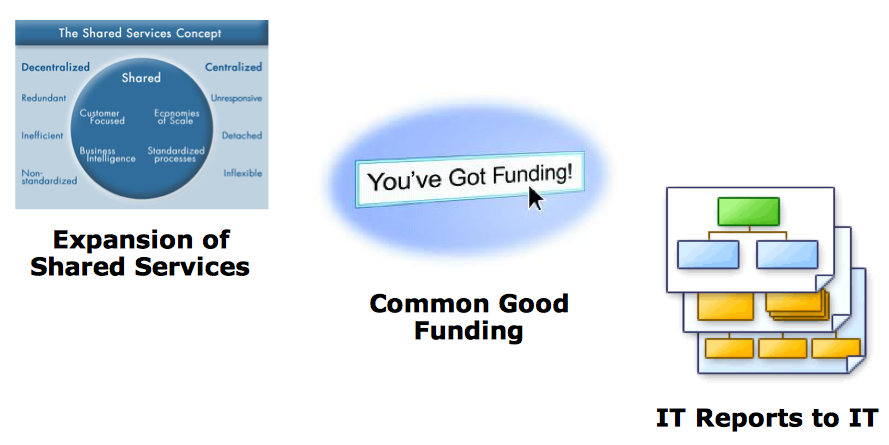 The Shared Services Concept
Decentralized
Shared
Centralized
Redundant
Customer
Focused
Economies
of Scale
Unresponsive
Inefficient
Business
Intelligence
Standardized
processes
Detached
Non-
standardized
Inflexible
Expansion of
Shared Services
You've Got Funding!
Common Good
Funding
IT Reports to IT